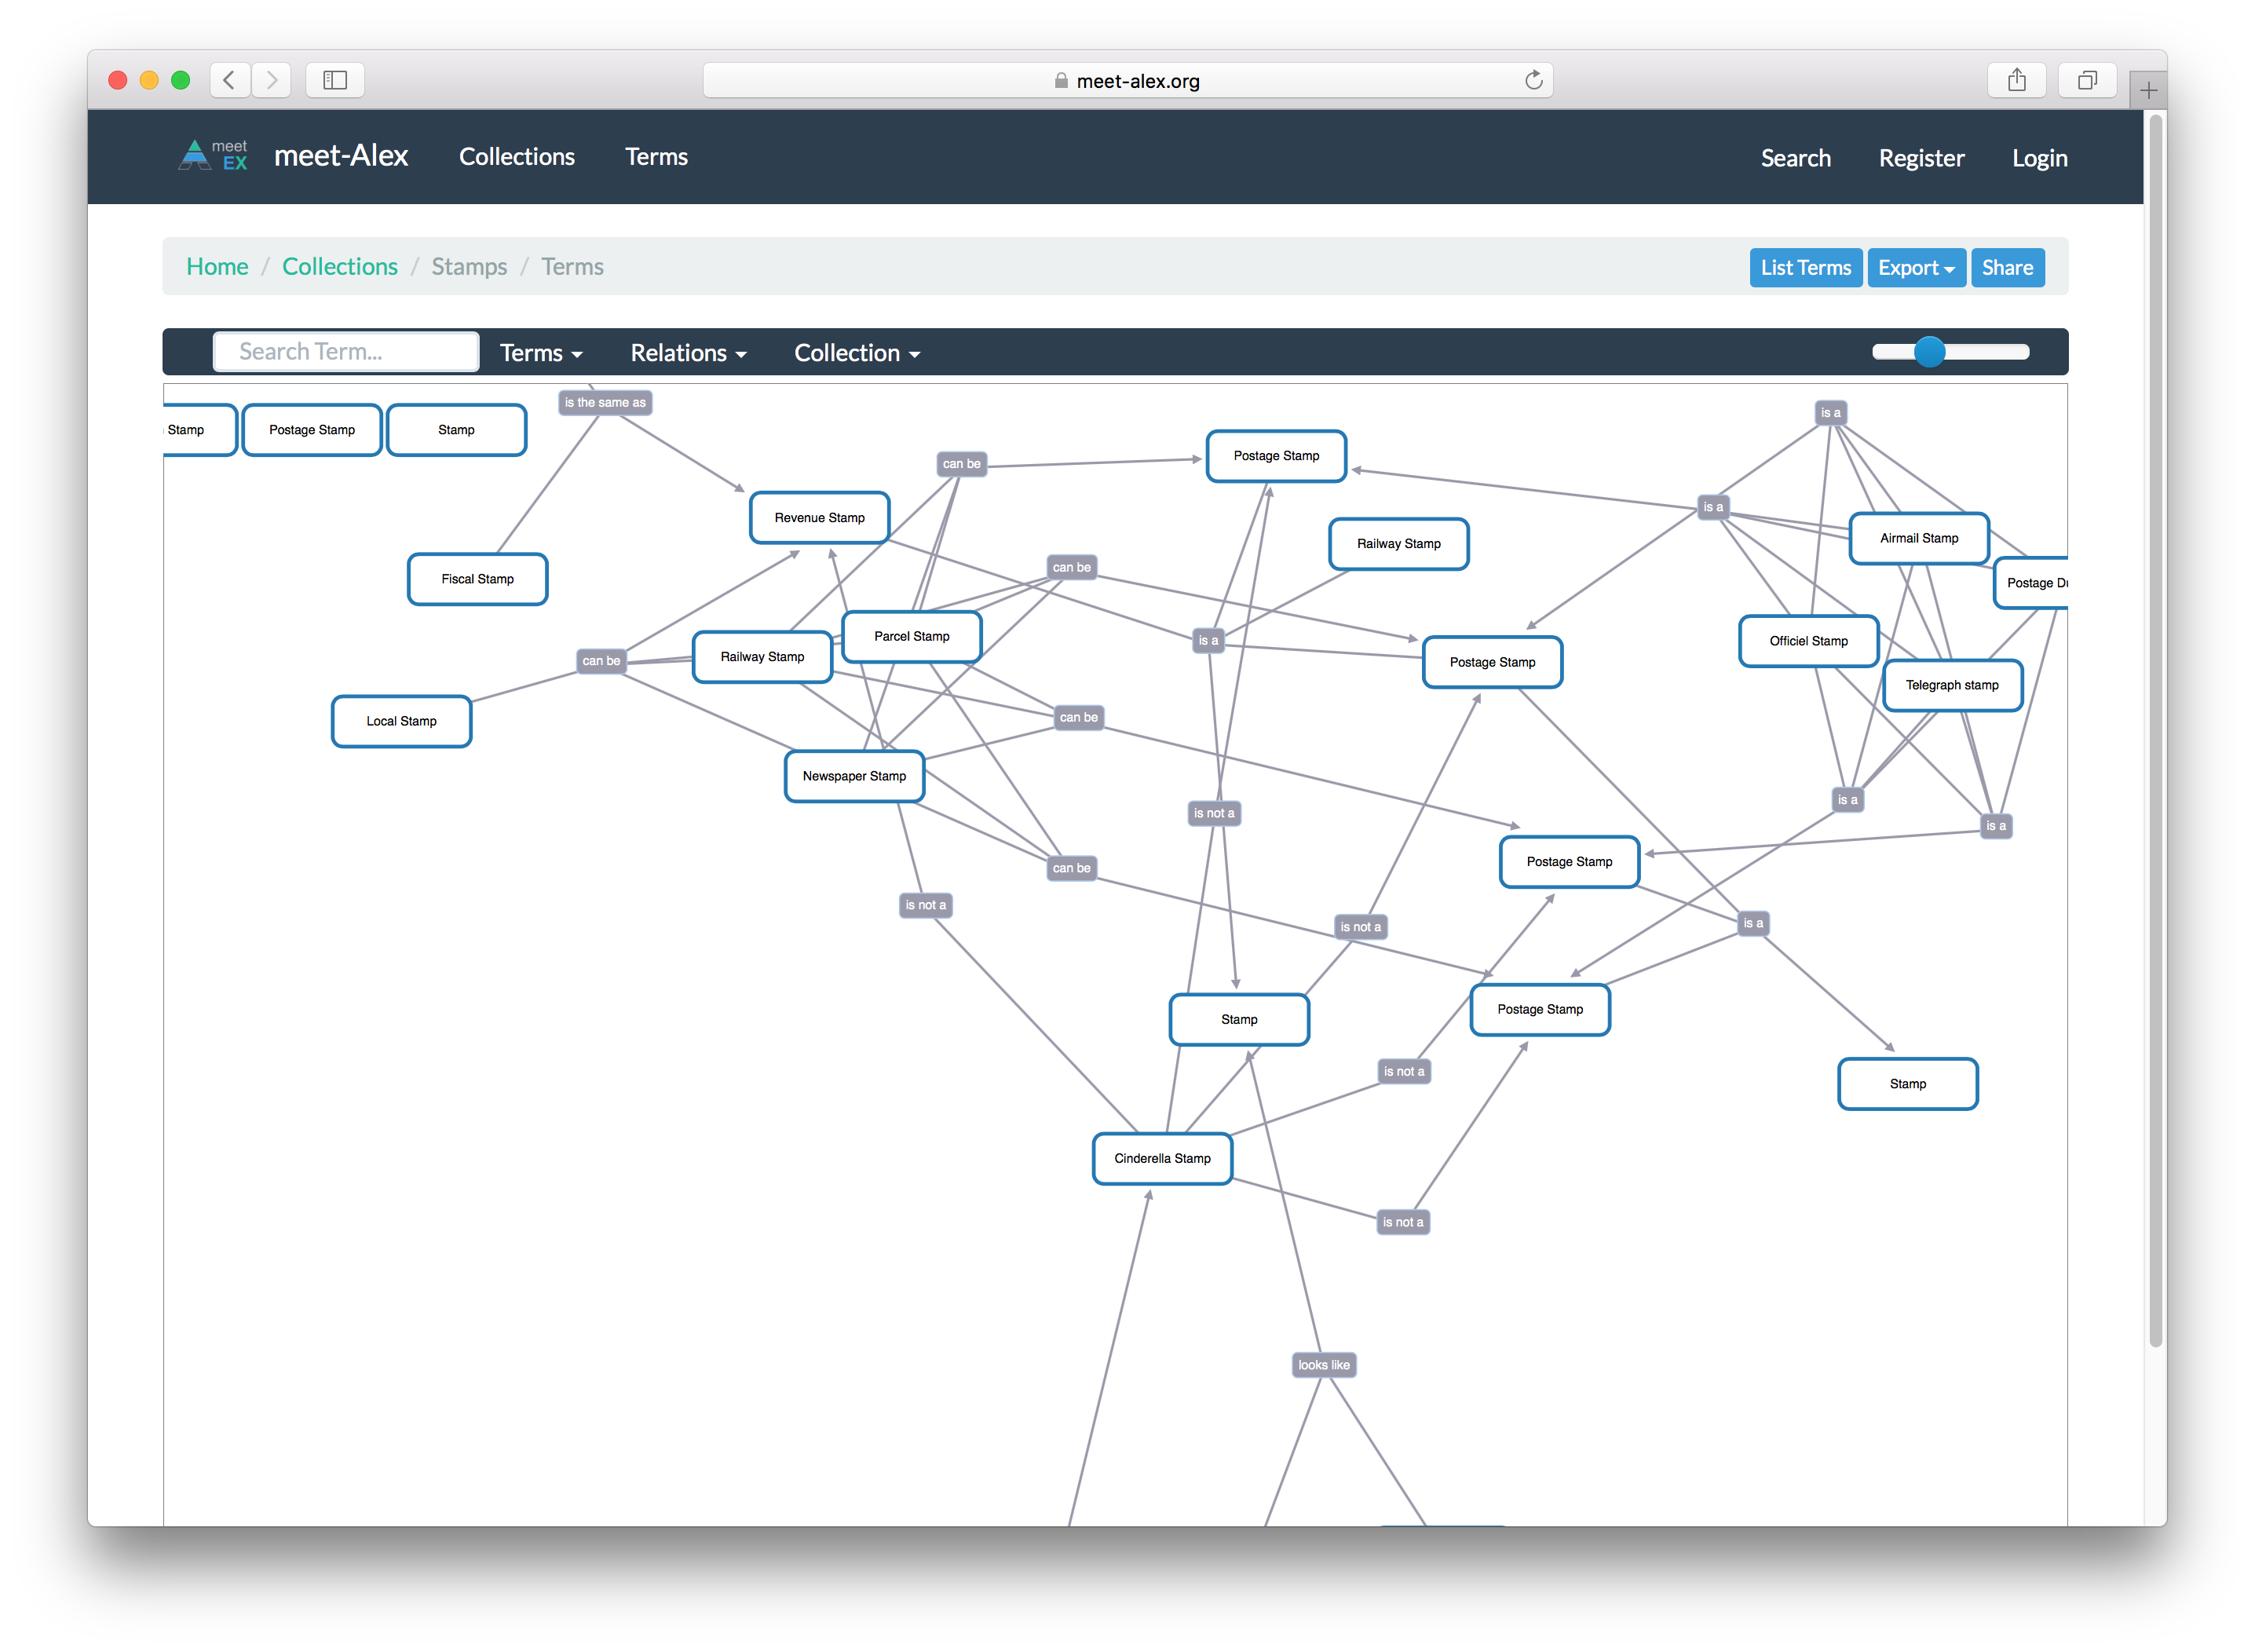 meet-alex.org
meet
EX
meet-Alex Collections Terms Search Register Login
Home / Collections / Stamps / Terms
List Terms Export Share
Search Term... Terms Relations Collection
is the same as
is a
Stamp
Postage Stamp
Stamp
Postage Stamp
can be
is a
Revenue Stamp
Railway Stamp
Airmail Stamp
can be
Fiscal Stamp
Postage Du
Parcel Stamp
is a
Officiel Stamp
can be
Railway Stamp
Postage Stamp
Telegraph stamp
Local Stamp
can be
Newspaper Stamp
is a
is not a
is a
can be
Postage Stamp
is not a
is not a
is a
Stamp
Postage Stamp
is not a
Stamp
Cinderella Stamp
is not a
looks like